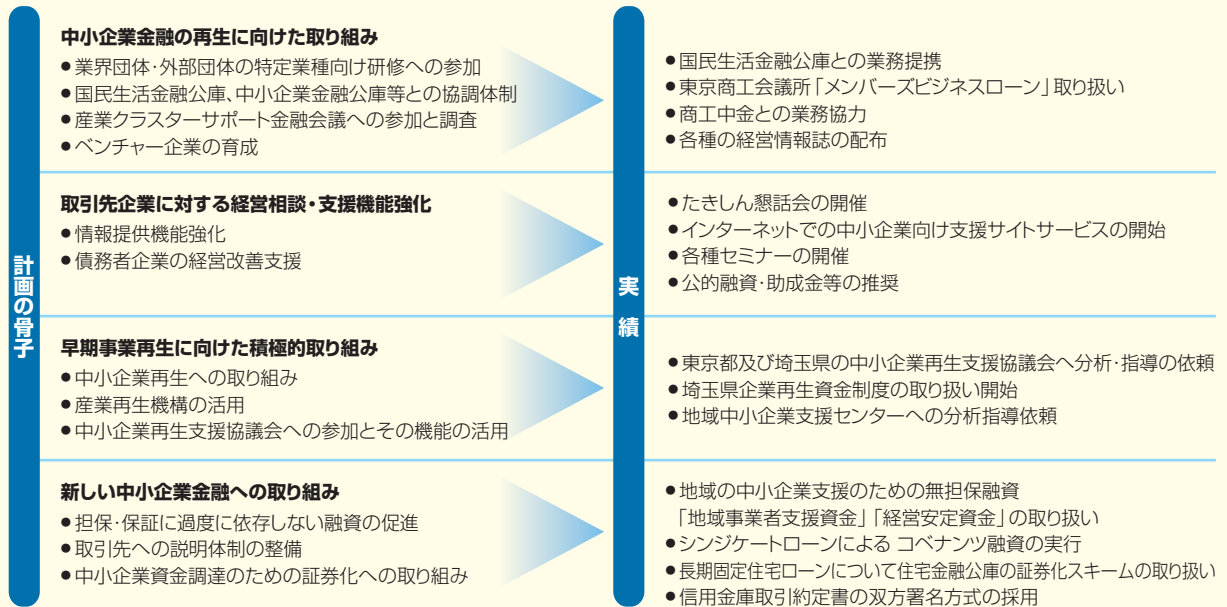 計画の骨子
中小企業金融の再生に向けた取り組み
●業界団体・外部団体の特定業種向け研修への参加
●国民生活金融公庫、中小企業金融公庫等との協調体制
●産業クラスターサポート金融会議への参加と調査
●ベンチャー企業の育成
取引先企業に対する経営相談・支援機能強化
●情報提供機能強化
●債務者企業の経営改善支援
早期事業再生に向けた積極的取り組み
●中小企業再生への取り組み
●産業再生機構の活用
●中小企業再生支援協議会への参加とその機能の活用
新しい中小企業金融への取り組み
●担保・保証に過度に依存しない融資の促進
●取引先への説明体制の整備
●中小企業資金調達のための証券化への取り組み
実績
●国民生活金融公庫との業務提携
●東京商工会議所「メンバーズビジネスローン」取り扱い
●商工中金との業務協力
●各種の経営情報誌の配布
●たきしん懇話会の開催
●インターネットでの中小企業向け支援サイトサービスの開始
●各種セミナーの開催
●公的融資・助成金等の推奨
●東京都及び埼玉県の中小企業再生支援協議会へ分析・指導の依頼
●埼玉県企業再生資金制度の取り扱い開始
●地域中小企業支援センターへの分析指導依頼
●地域の中小企業支援のための無担保融資
「地域事業者支援資金」「経営安定資金」の取り扱い
●シンジケートローンによる コベナンツ融資の実行
●長期固定住宅ローンについて住宅金融公庫の証券化スキームの取り扱い
●信用金庫取引約定書の双方署名方式の採用